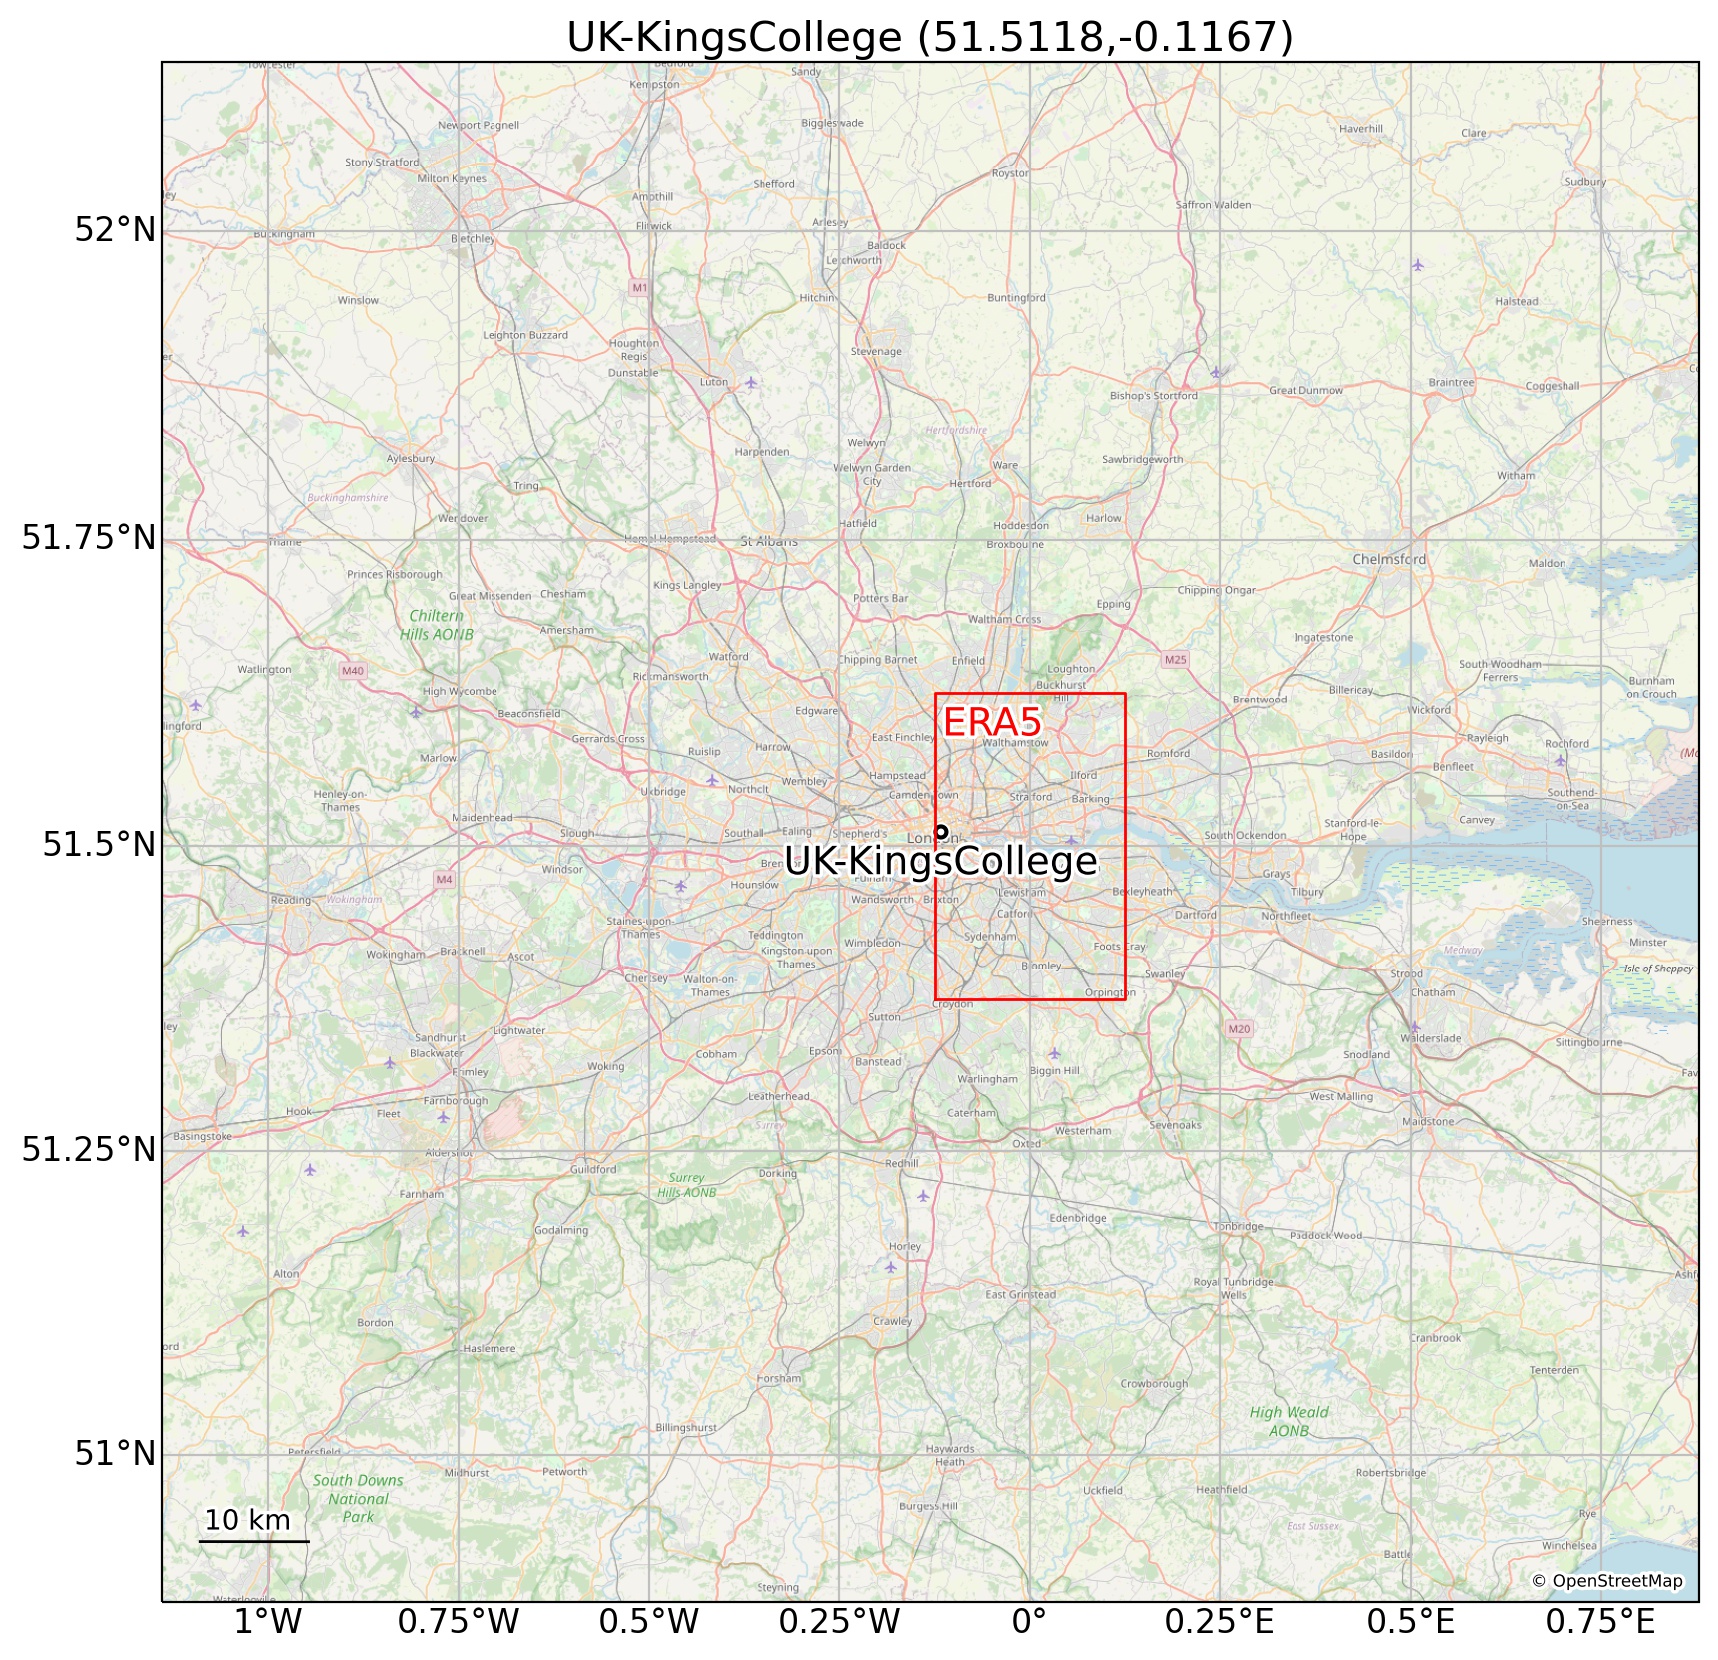 UK-KingsCollege (51.5118,-0.1167)
Towcester
Bedford
Sandy
Kempston
Newport Pagnell
Biggleswade
Haverhill
Clare
Stony Stratford
Milton Keynes
Shefford
Royston
Sudbury
Ampthill
Saffron Walden
Flitwick
Arlesey
52°N
Buckingham
Bletchley
Baldock
Letchworth
M1
Winslow
Hitchin
Buntingford
Halstead
Leighton Buzzard
Houghton
Regis
Dunstable
Stevenage
Luton
Braintree
Coggeshall
Bishop's Stortford
Great Dunmow
Hertfordshire
Welwyn
Harpenden
Aylesbury
Welwyn Garden
City
Ware
Sawbridgeworth
Witham
Tring
Hertford
Buckinghamshire
Wendover
Hatfield
Hoddesdon
Harlow
51.75°N
Thame
Hemel Hempstead
St Albans
Broxbourne
Chelmsford
Maldon
Princes Risborough
Kings Langley
Great Missenden
Chesham
Chipping Ongar
Potters Bar
Epping
Chiltern
Hills AONB
Amersham
Waltham Cross
Ingatestone
Watlington
M40
Watford
Chipping Barnet
Enfield
M25
South Woodham
Ferrers
Rickmansworth
Loughton
Burnham
on Crouch
High Wycombe
Buckhurst
Hill
Billericay
Brentwood
Wickford
lingford
Beaconsfield
Edgware
ERA5
Gerrards Cross
East Finchley
Walthamstow
Rayleigh
Rochford
Marlow
Ruislip
Harrow
Romford
Basildon
Benfleet
Henley-on-
Thames
Uxbridge
Northolt
Wembley
Hampstead
Ilford
Camden Town
Stratford
Barking
Southend-
on-Sea
Maidenhead
Slough
Southall
Ealing
Shepherd's
London
South Ockendon
Stanford-le-
Hope
Canvey
51.5°N
UK-KingsCollege
Windsor
M4
Hounslow
Fulham
Grays
Tilbury
Reading
Wokingham
Wandsworth
Brixton
Lewisham
Bexleyheath
Staines-upon-
Thames
Catford
Dartford
Northfleet
Sheerness
Teddington
Wimbledon
Sydenham
Foots Cray
Medway
Minster
Wokingham
Bracknell
Ascot
Kingston-upon
Thames
Bromley
Swanley
Strood
Isle of Sheppey
Chertsey
Walton-on-
Thames
Orpington
Chatham
Croydon
Sutton
Sandhurst
Lightwater
M20
Walderslade
Sittingbourne
Blackwater
Cobham
Epsom
Banstead
Snodland
Frimley
Woking
Warlingham
Biggin Hill
Farnborough
Leatherhead
West Malling
Hook
Fleet
Caterham
Maidstone
Basingstoke
Surrey
Westerham
Sevenoaks
51.25°N
Aldershot
Oxted
Guildford
Dorking
Redhill
Farnham
Surrey
Hills AONB
Godalming
Edenbridge
Tonbridge
Paddock Wood
Horley
Alton
Royal Tunbridge
Wells
East Grinstead
Bordon
Crawley
Haslemere
Cranbrook
Horsham
Crowborough
Tenterden
Billingshurst
High Weald
AONB
51°N
Petersfield
Haywards
Heath
South Downs
National
Park
Midhurst
Petworth
Uckfield
Heathfield
Robertsbridge
10 km
Burgess Hill
East Sussex
Rye
Battle
Winchelsea
Waterlooville
Steyning
© OpenStreetMap
1°W 0.75°W 0.5°W 0.25°W 0° 0.25°E 0.5°E 0.75°E